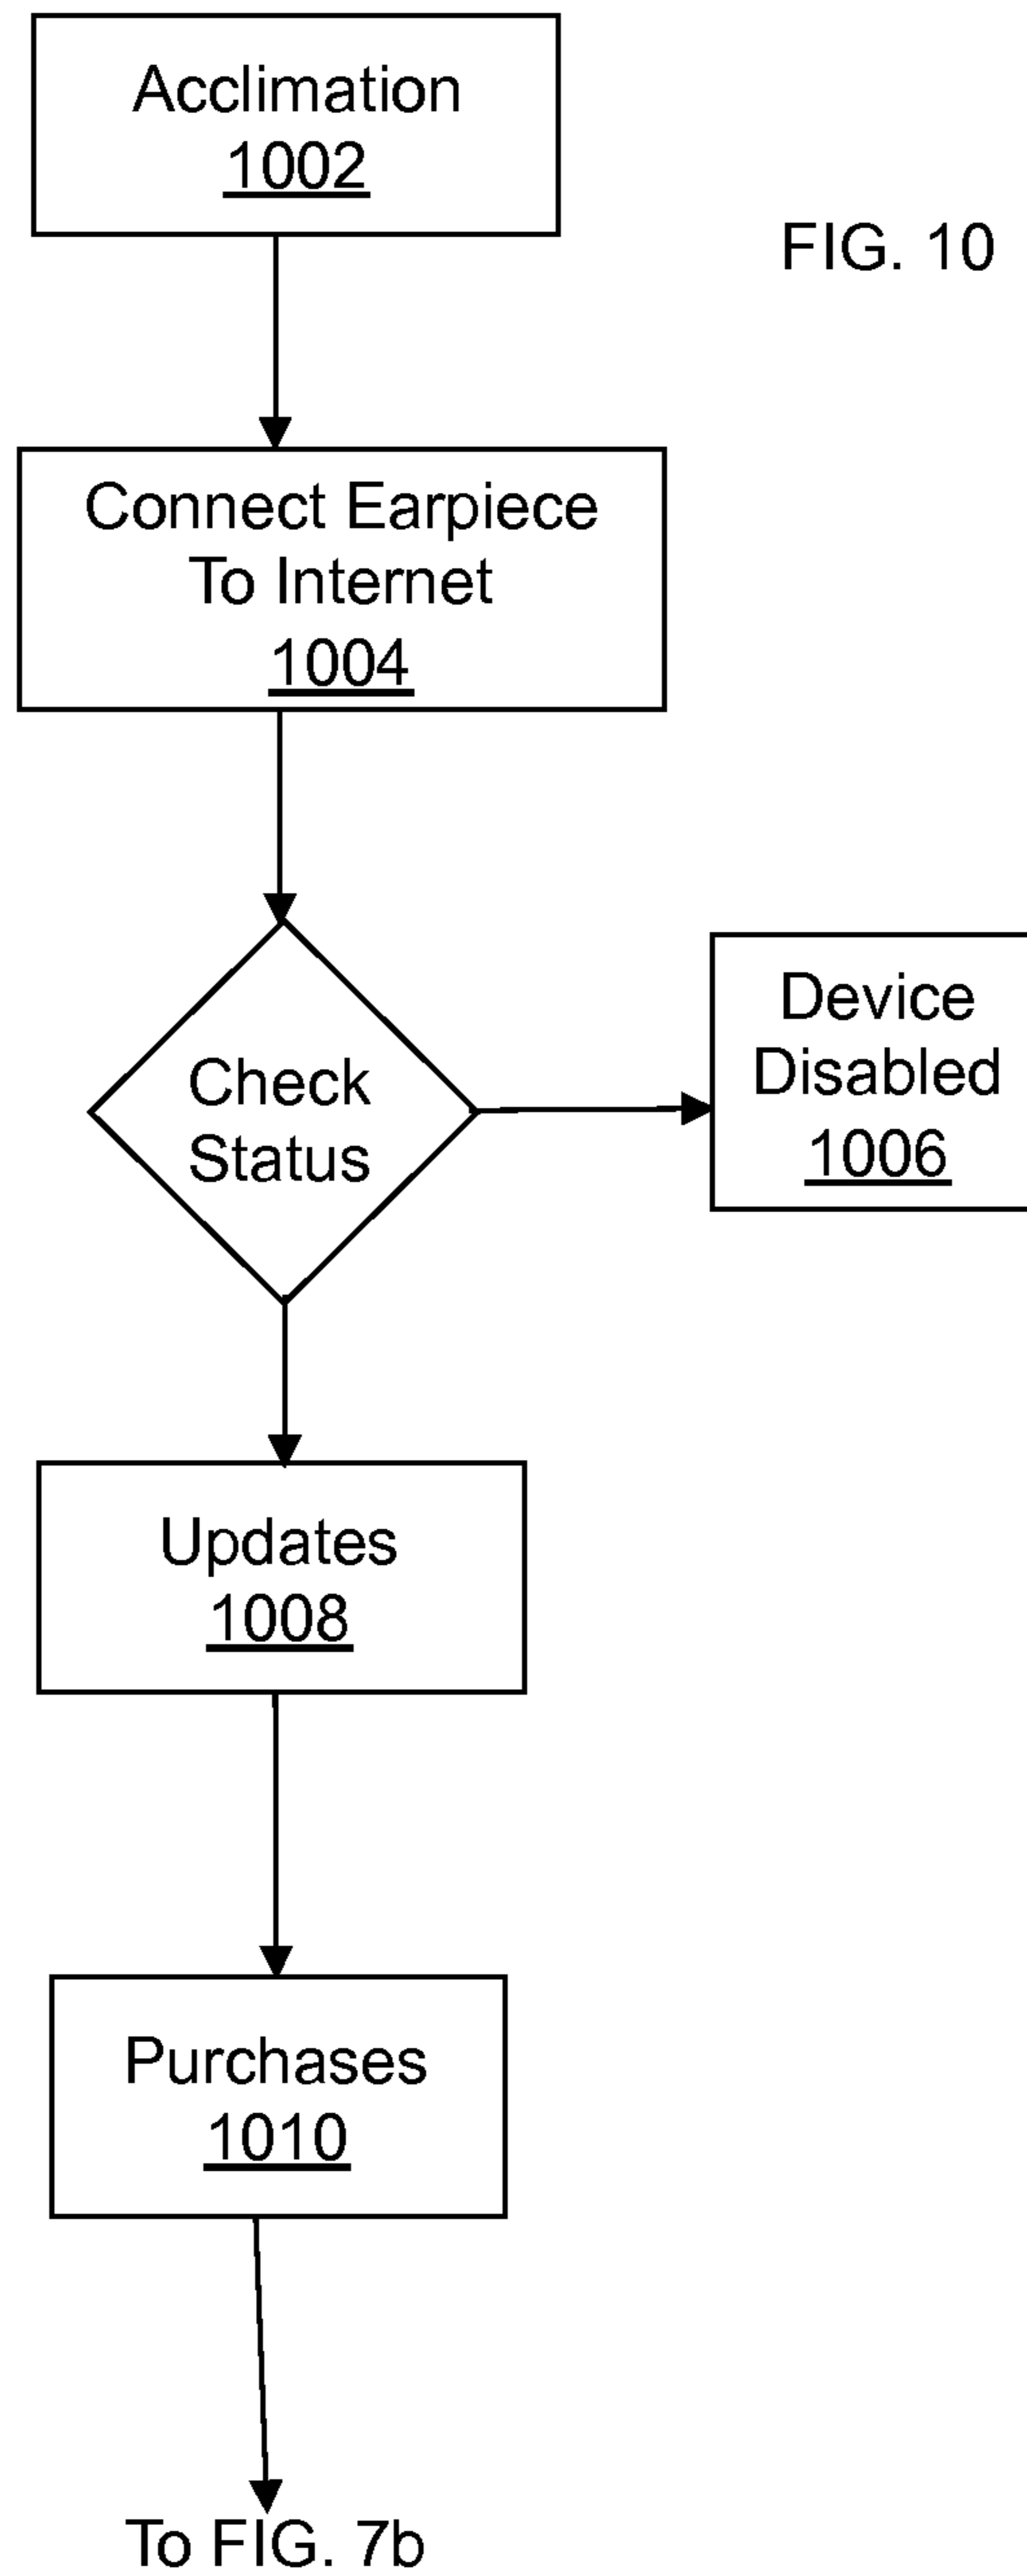 Acclimation
1002
FIG. 10
Connect Earpiece
To Internet
1004
Check
Status
Device
Disabled
1006
Updates
1008
Purchases
1010
To FIG. 7b